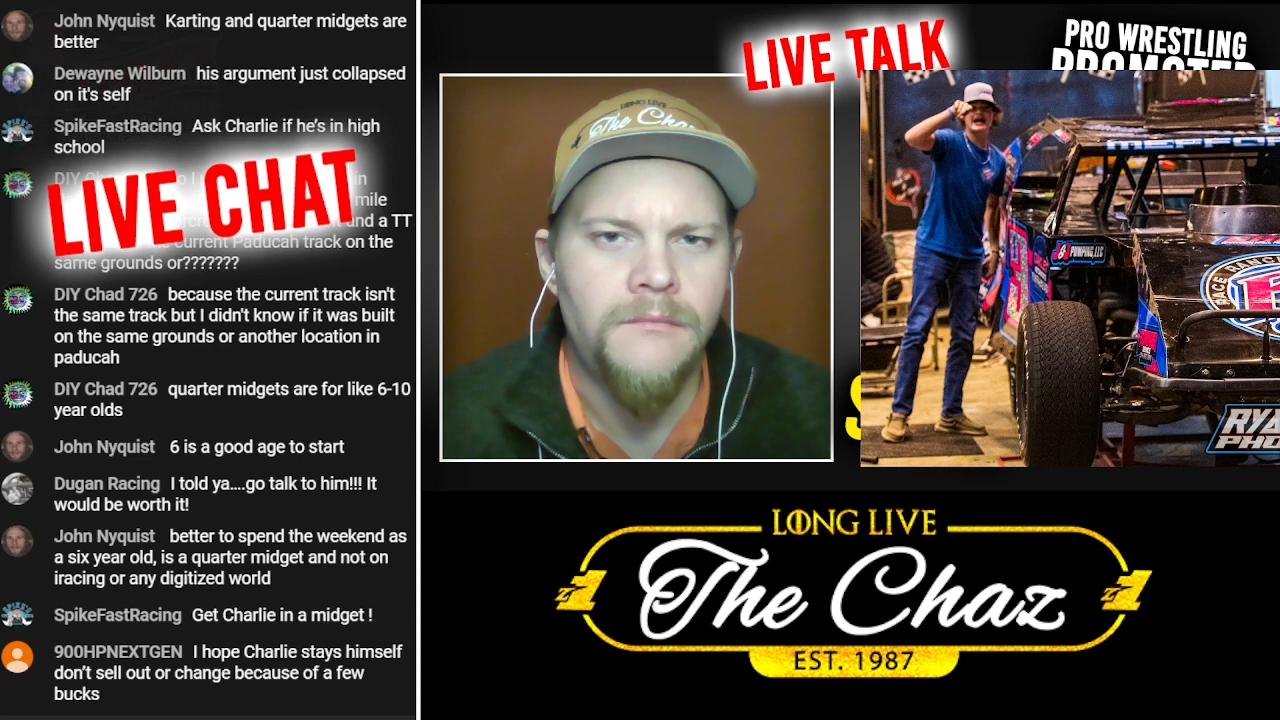 John Nyquist Karting and quarter midgets are
better
Dewayne Wilburn his argument just collapsed
on it's self
SpikeFastRacing Ask Charlie if he's in high
school
LIVE CHAT
in
mile
and a TT
current Paducah track on the
same grounds or???????
DIY Chad 726 because the current track isn't
the same track but I didn't know if it was built
on the same grounds or another location in
paducah
DIY Chad 726 quarter midgets are for like 6-10
year olds
John Nyquist 6 is a good age to start
Dugan Racing I told ya....go talk to him!!! It
would be worth it!
John Nyquist better to spend the weekend as
a six year old, is a quarter midget and not on
iracing or any digitized world
SpikeFastRacing Get Charlie in a midget !
900HPNEXTGEN I hope Charlie stays himself
don't sell out or change because of a few
bucks
LIVE TALK
PRO WRESTLING
PROMOTER
LONG LIVE
The Chaz
PUMPING, LLC
RACE RANCH
RYA
PHO
LONG LIVE
The Chaz
EST. 1987